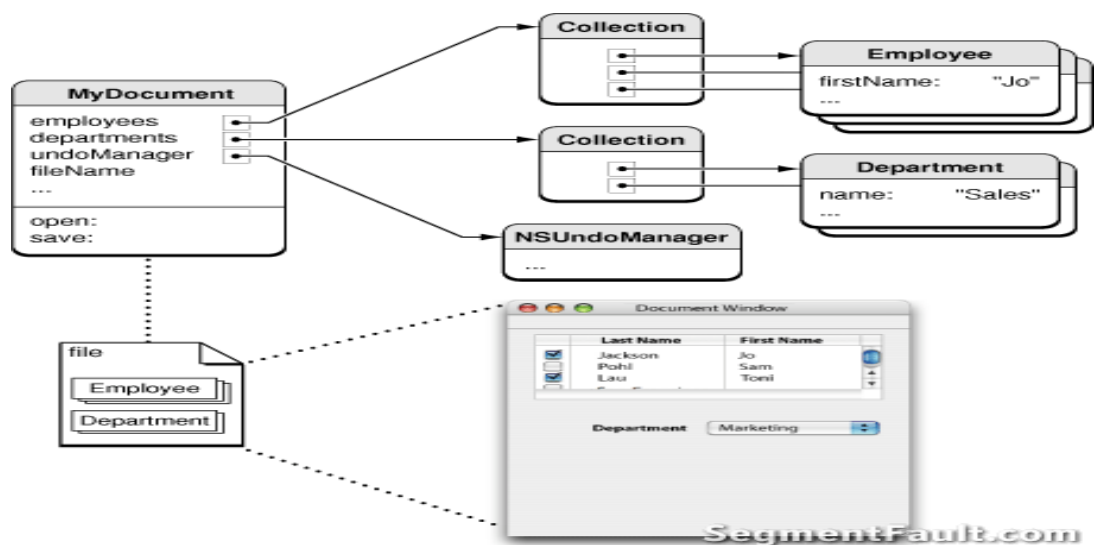 MyDocument
employees
departments
undoManager
fileName
...
open:
save:
Collection
Employee
firstName: "Jo"
...
Collection
Department
name: "Sales"
...
NSUndoManager
...
file
Employee
Department
Document Window
Last Name First Name
Jackson Jo
Pohl Sam
Lau Toni
Department Marketing
SegmentFault.com